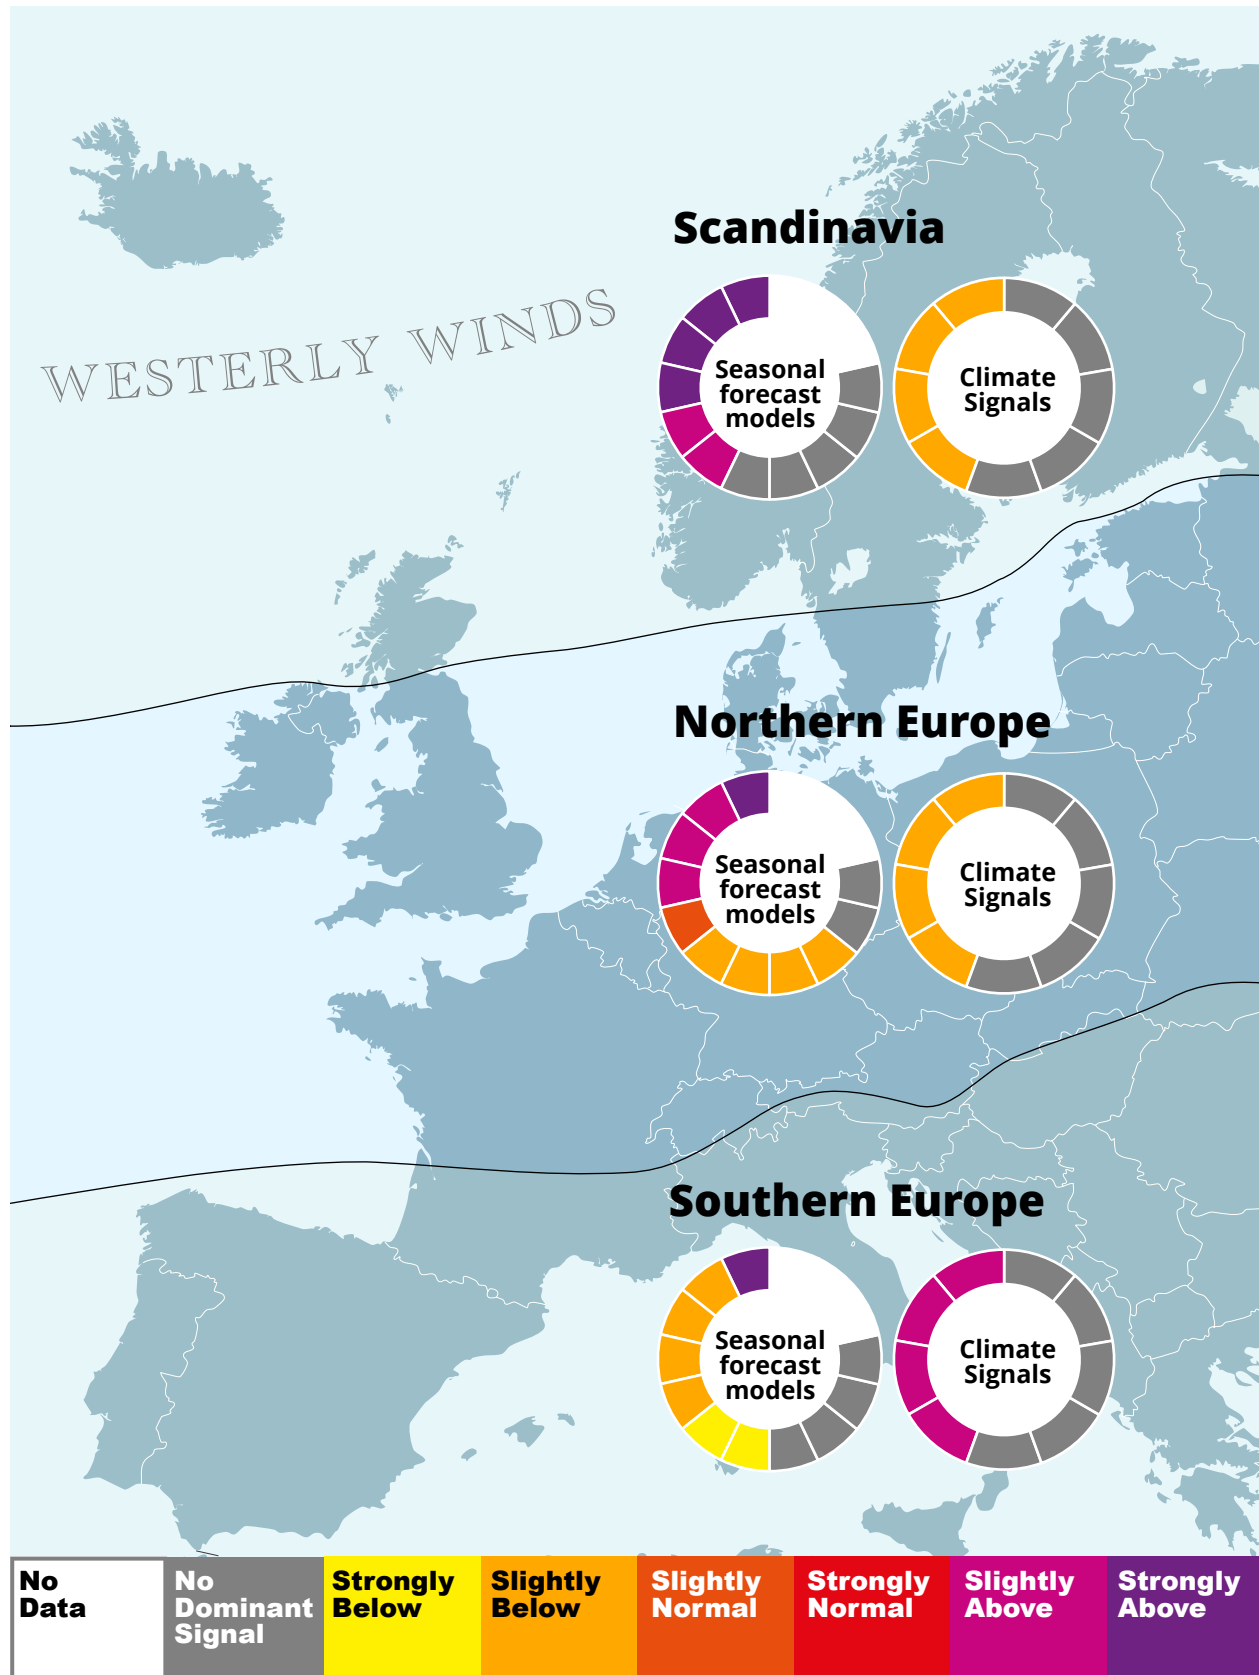 Scandinavia
WESTERLY WINDS
Seasonal
forecast
models
Climate
Signals
Northern Europe
Seasonal
forecast
models
Climate
Signals
Southern Europe
Seasonal
forecast
models
Climate
Signals
No
Data
No
Dominant
Signal
Strongly
Below
Slightly
Below
Slightly
Normal
Strongly
Normal
Slightly
Above
Strongly
Above